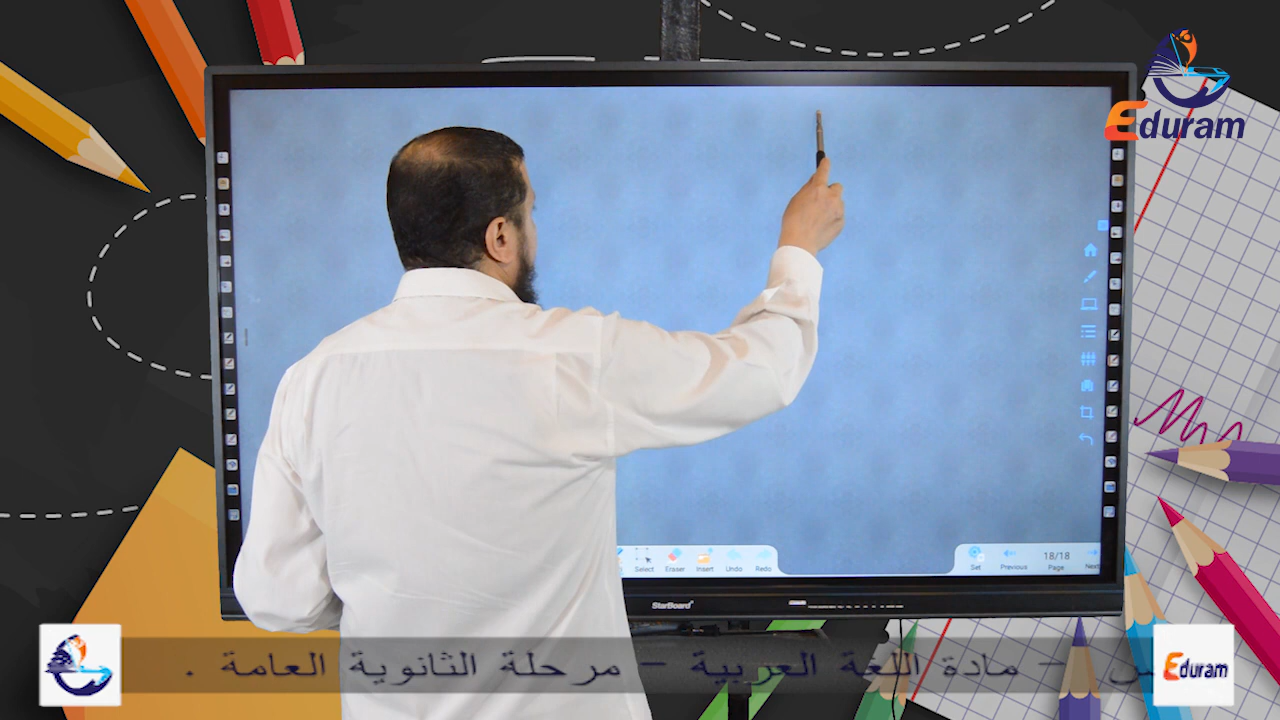 Eduram
Select Eraser Insert Undo Redo
Set Previous 18/18 Page Next
StarBoard
– مادة اللغة العربية – مرحلة الثانوية العامة .
Eduram